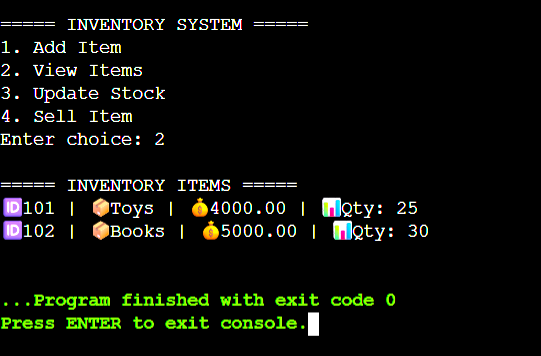 ===== INVENTORY SYSTEM =====
1. Add Item
2. View Items
3. Update Stock
4. Sell Item
Enter choice: 2
===== INVENTORY ITEMS =====
🆔101 | 📦Toys | 💰4000.00 | 📊Qty: 25
🆔102 | 📦Books | 💰5000.00 | 📊Qty: 30
...Program finished with exit code 0
Press ENTER to exit console.